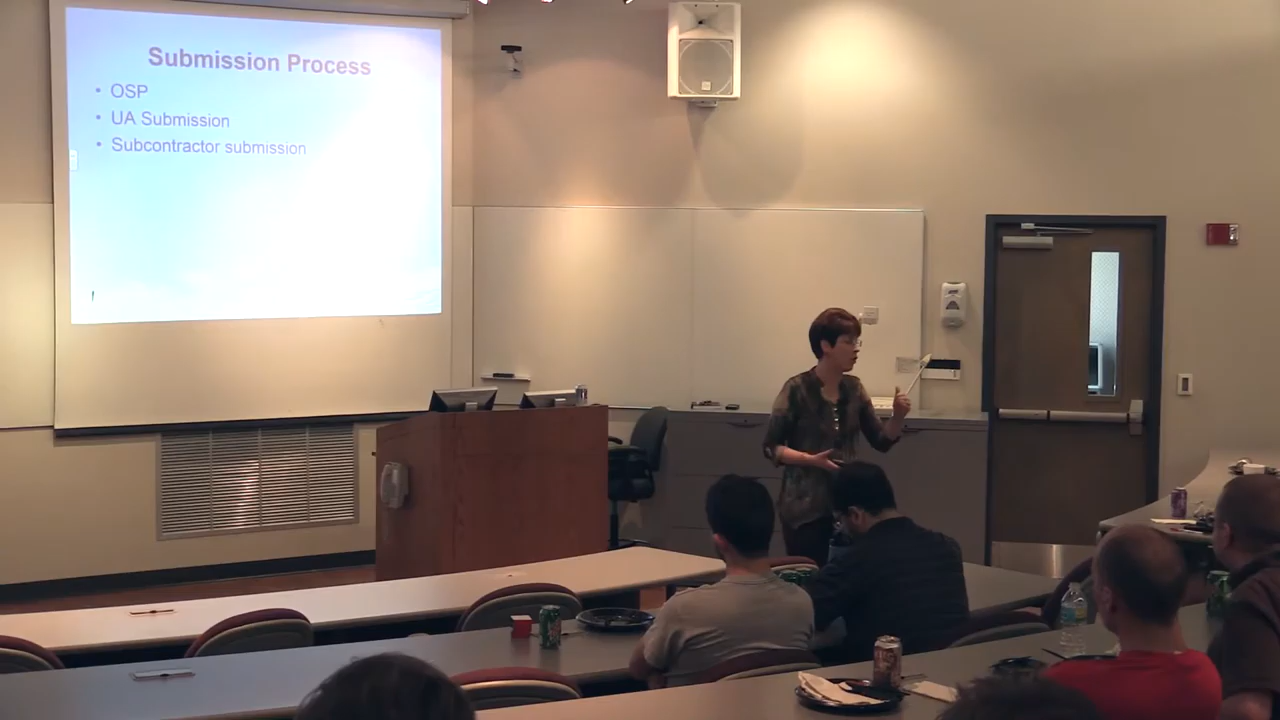 Submission Process
• OSP
• UA Submission
• Subcontractor submission